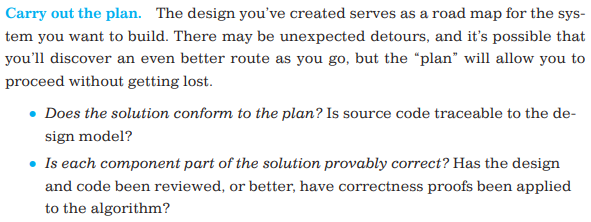 Carry out the plan. The design you've created serves as a road map for the sys-
tem you want to build. There may be unexpected detours, and it's possible that
you'll discover an even better route as you go, but the “plan” will allow you to
proceed without getting lost.
• Does the solution conform to the plan? Is source code traceable to the de-
sign model?
• Is each component part of the solution provably correct? Has the design
and code been reviewed, or better, have correctness proofs been applied
to the algorithm?